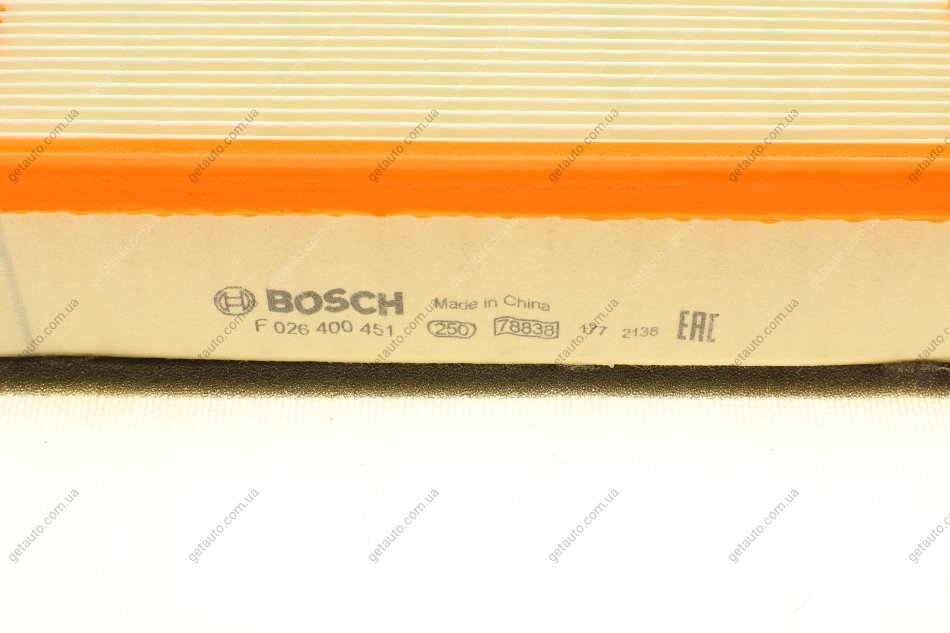 BOSCH Made in China
F 026 400 451 250 78838 177 2138 EAC
getauto.com.ua